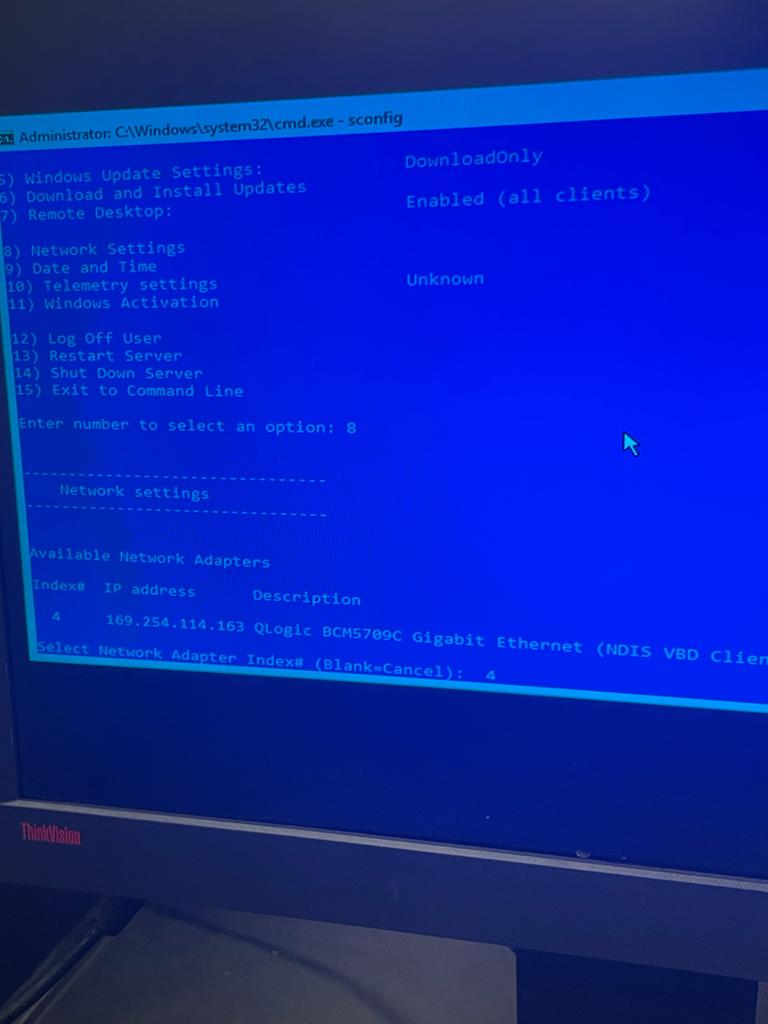 Administrator: C:\Windows\system32\cmd.exe - sconfig
5) Windows Update Settings: DownloadOnly
6) Download and Install Updates
7) Remote Desktop: Enabled (all clients)
8) Network Settings
9) Date and Time
10) Telemetry settings Unknown
11) Windows Activation
12) Log Off User
13) Restart Server
14) Shut Down Server
15) Exit to Command Line
Enter number to select an option: 8
--------------------------------
Network settings
--------------------------------
Available Network Adapters
Index# IP address Description
4 169.254.114.163 QLogic BCM5709C Gigabit Ethernet (NDIS VBD Clien
Select Network Adapter Index# (Blank=Cancel): 4
ThinkVision